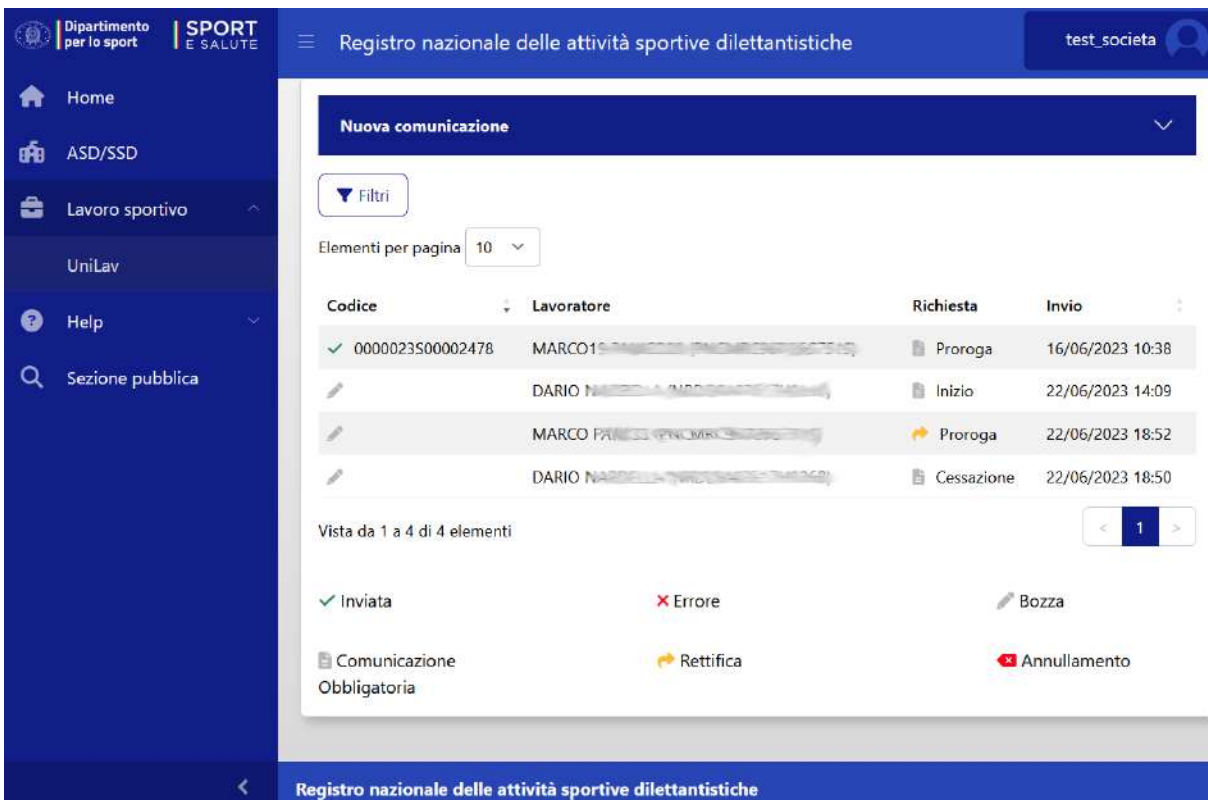 Dipartimento
per lo sport
SPORT
E SALUTE
Registro nazionale delle attività sportive dilettantistiche
test_societa
Home
ASD/SSD
Lavoro sportivo
UniLav
Help
Sezione pubblica
Nuova comunicazione
Filtri
Elementi per pagina 10
Codice Lavoratore Richiesta Invio
0000023S00002478 Proroga 16/06/2023 10:38
DARIO Inizio 22/06/2023 14:09
MARCO Proroga 22/06/2023 18:52
DARIO Cessazione 22/06/2023 18:50
Vista da 1 a 4 di 4 elementi
< 1 >
Inviata Errore Bozza
Comunicazione
Obbligatoria
Rettifica Annullamento
Registro nazionale delle attività sportive dilettantistiche